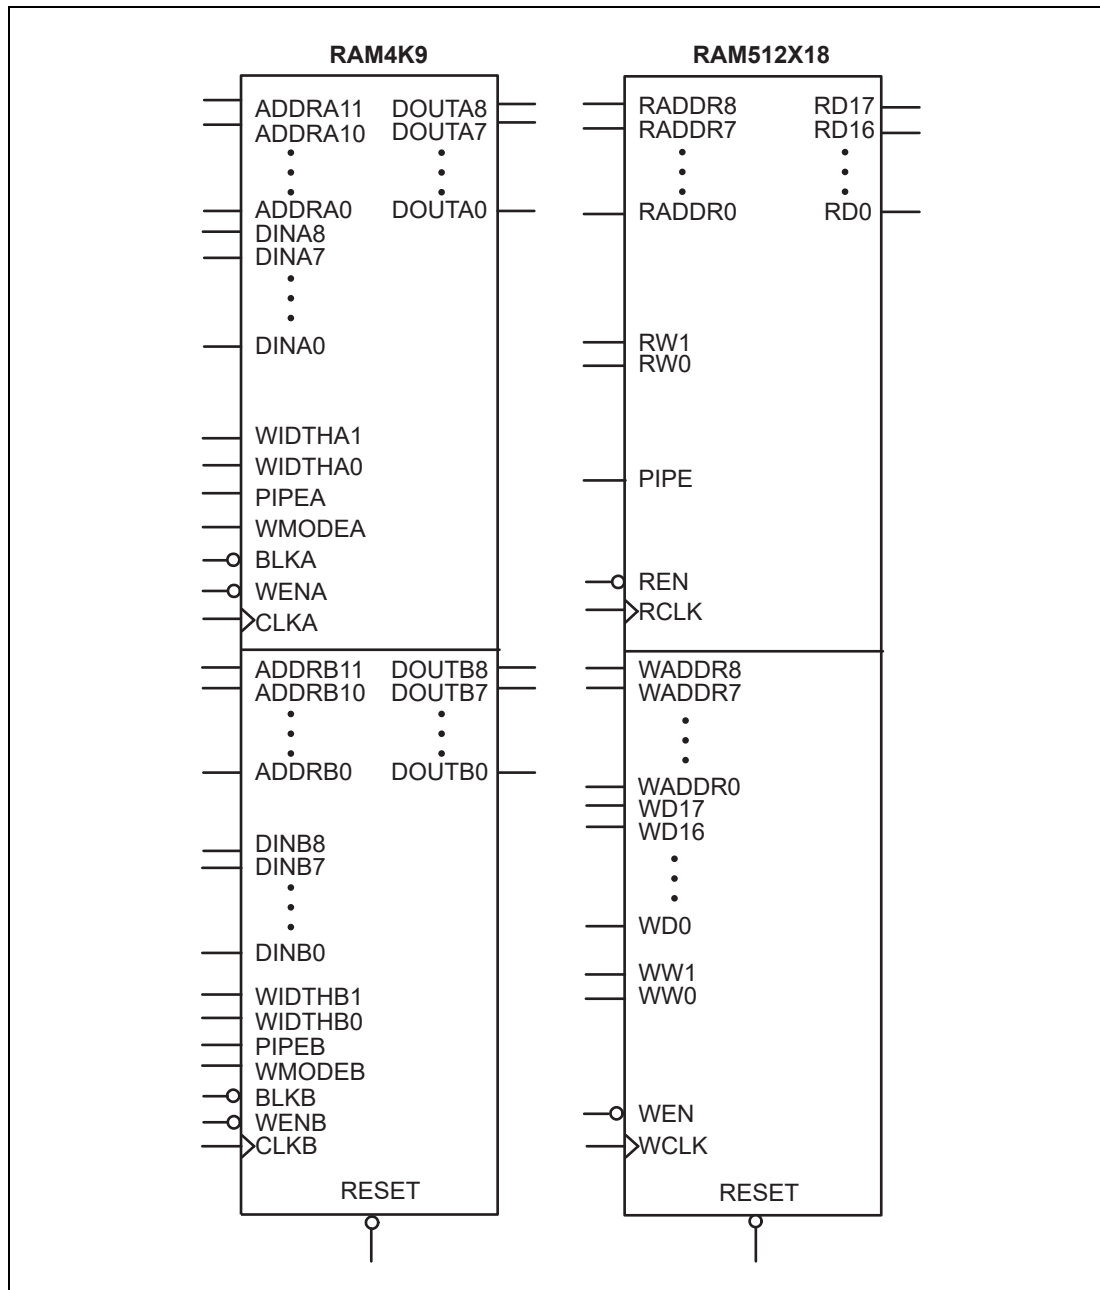 RAM4K9
ADDRA11 DOUTA8
ADDRA10 DOUTA7
ADDRA0 DOUTA0
DINA8
DINA7
DINA0
WIDTHA1
WIDTHA0
PIPEA
WMODEA
BLKA
WENA
CLKA
ADDRB11 DOUTB8
ADDRB10 DOUTB7
ADDRB0 DOUTB0
DINB8
DINB7
DINB0
WIDTHB1
WIDTHB0
PIPEB
WMODEB
BLKB
WENB
CLKB
RESET
RAM512X18
RADDR8 RD17
RADDR7 RD16
RADDR0 RD0
RW1
RW0
PIPE
REN
RCLK
WADDR8
WADDR7
WADDR0
WD17
WD16
WD0
WW1
WW0
WEN
WCLK
RESET